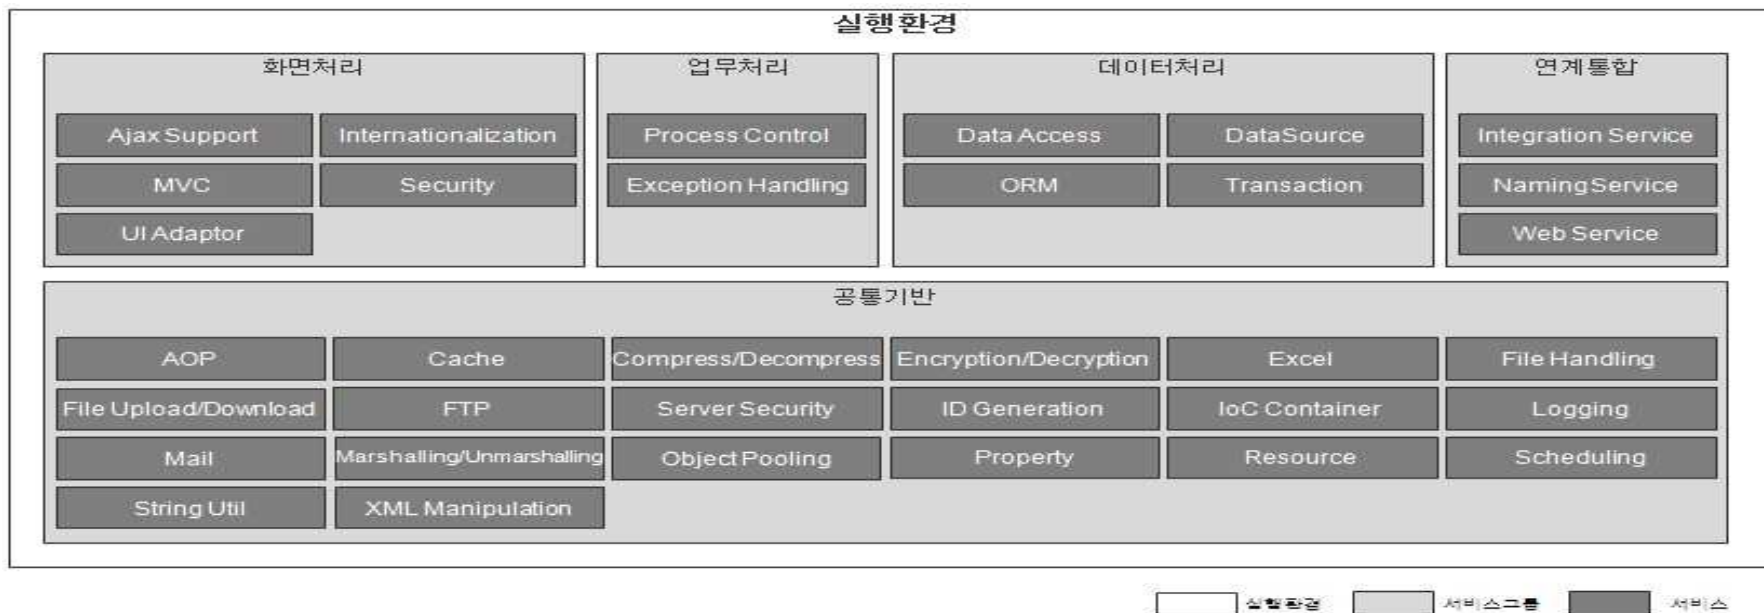 실행환경
화면처리
업무처리
데이터처리
연계통합
Ajax Support
Internationalization
Process Control
Data Access
DataSource
Integration Service
MVC
Security
Exception Handling
ORM
Transaction
Naming Service
UI Adaptor
Web Service
공통기반
AOP
Cache
Compress/Decompress
Encryption/Decryption
Excel
File Handling
File Upload/Download
FTP
Server Security
ID Generation
IoC Container
Logging
Mail
Marshalling/Unmarshalling
Object Pooling
Property
Resource
Scheduling
String Util
XML Manipulation
실행환경
서비스그룹
서비스